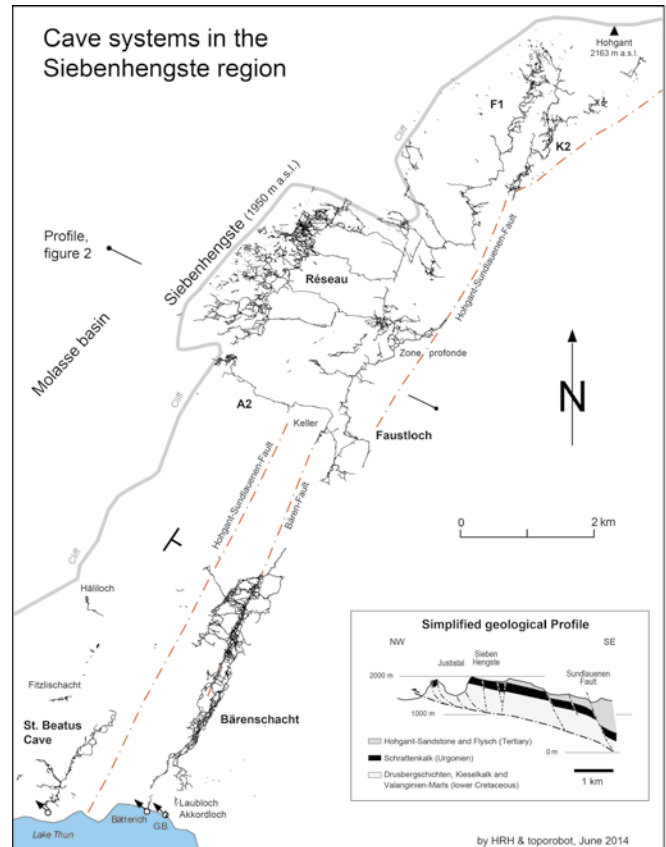 Cave systems in the
Siebenhengste region
Hohgant
2163 m a.s.l.
F1
Cliff
K2
Siebenhengste (1950 m a.s.l.)
Profile,
figure 2
Hohgant-Sundlauenen-Fault
Réseau
Molasse basin
Zone profonde
N
Cliff
A2
Keller
Faustloch
Hohgant-Sundlauenen-Fault
Bären-Fault
0 2 km
Cliff
Häliloch
Simplified geological Profile
NW SE
Sieben
Hengste
Justistal
Sundlauenen
Fault
2000 m
1000 m
0 m
Hohgant-Sandstone and Flysch (Tertiary)
Schrattenkalk (Urgonien)
Drusbergschichten, Kieselkalk and
Valanginien-Marls (lower Cretaceous)
1 km
Fitzlischacht
St. Beatus
Cave
Bärenschacht
Laubloch
Akkordloch
Bätterich
G.B.
Lake Thun
by HRH & toporobot, June 2014